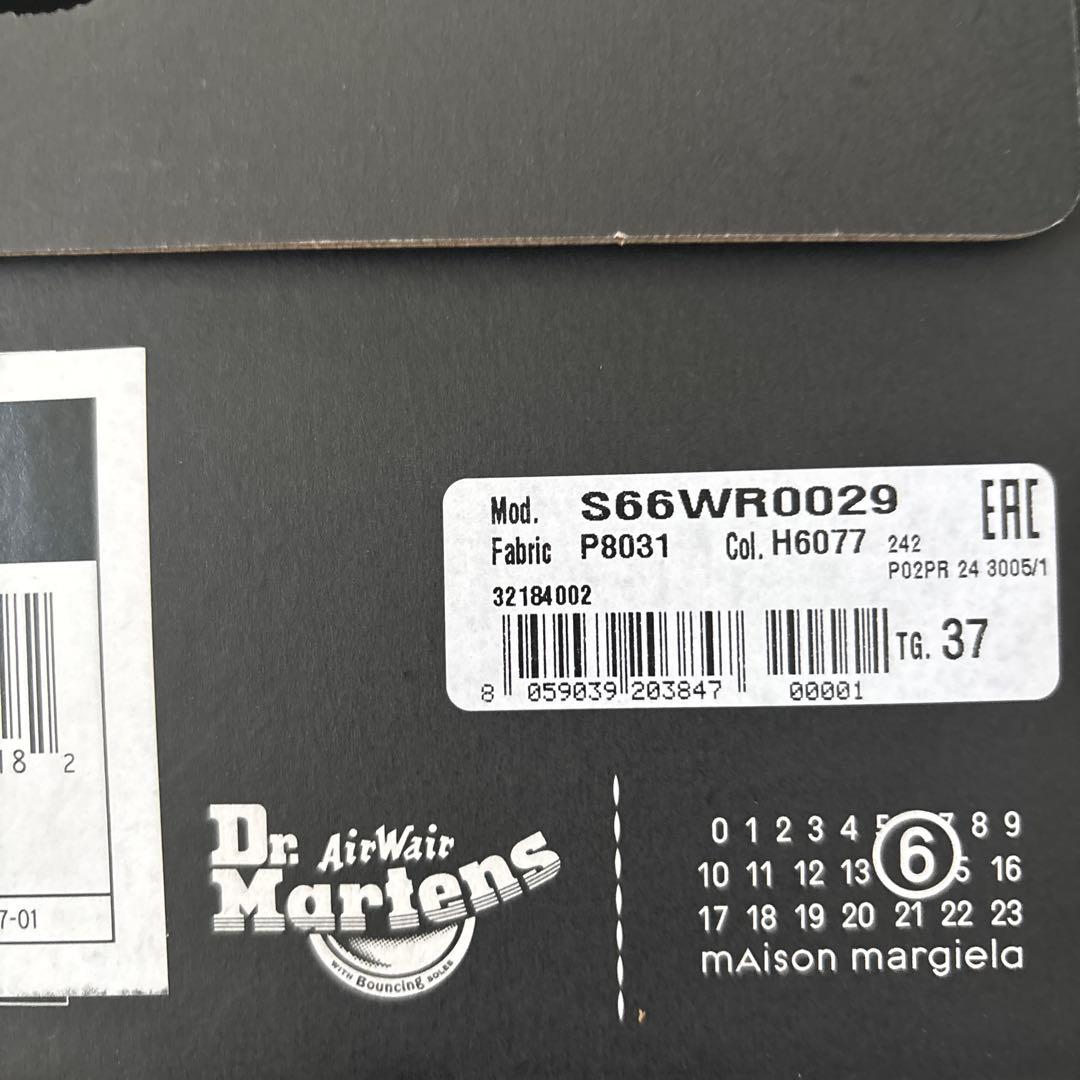 Mod. S66WR0029
EAC
Fabric P8031 Col. H6077 242
P02PR 24 3005/1
32184002
TG. 37
8 059039 203847 00001
18 2
7-01
Dr. AirWair
Martens
WITH Bouncing SOLES
0 1 2 3 4 5 6 7 8 9
10 11 12 13 16
17 18 19 20 21 22 23
mAison margiela